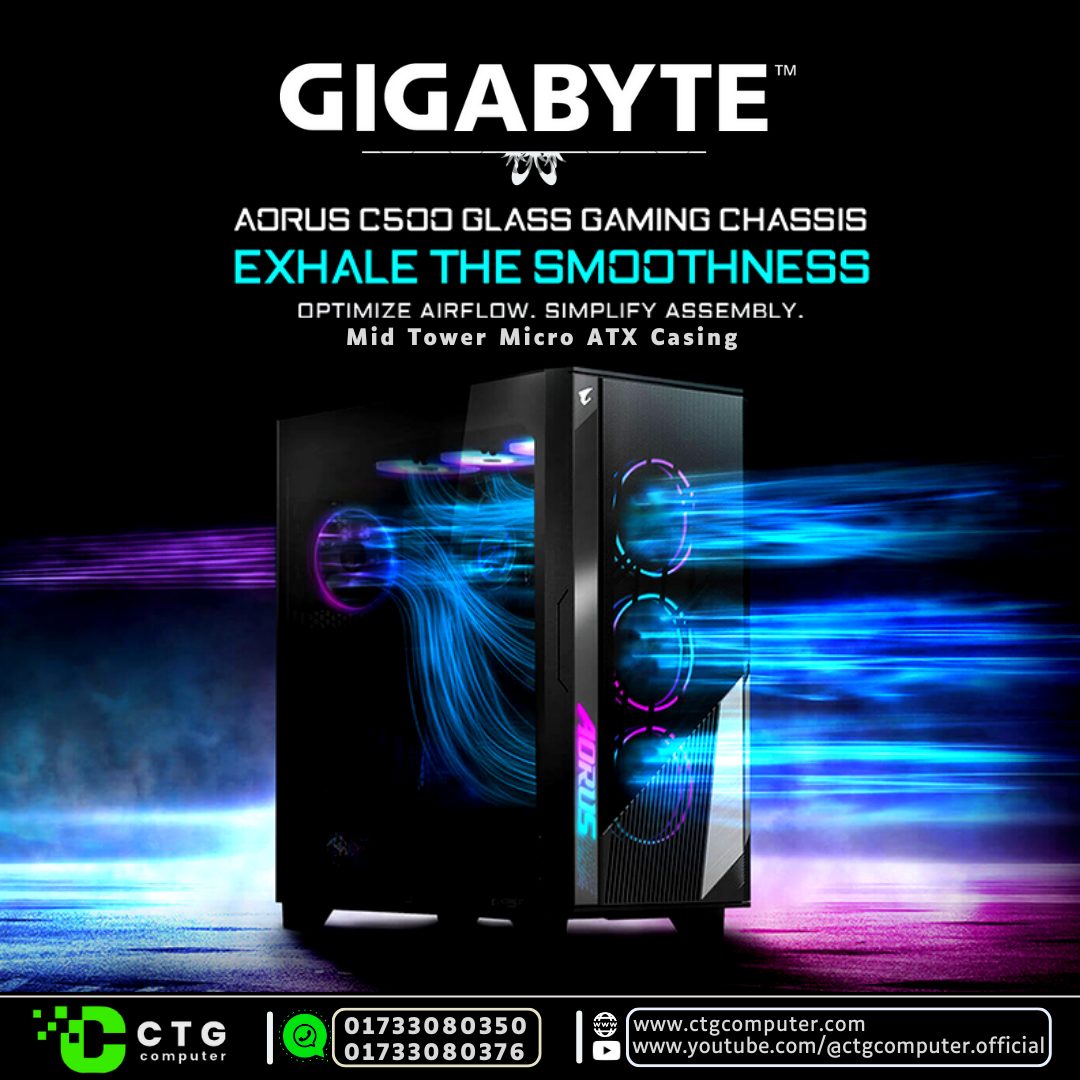 GIGABYTE™
AORUS C500 GLASS GAMING CHASSIS
EXHALE THE SMOOTHNESS
OPTIMIZE AIRFLOW. SIMPLIFY ASSEMBLY.
Mid Tower Micro ATX Casing
AORUS
CTG
computer
01733080350
01733080376
www.ctgcomputer.com
www.youtube.com/@ctgcomputer.official